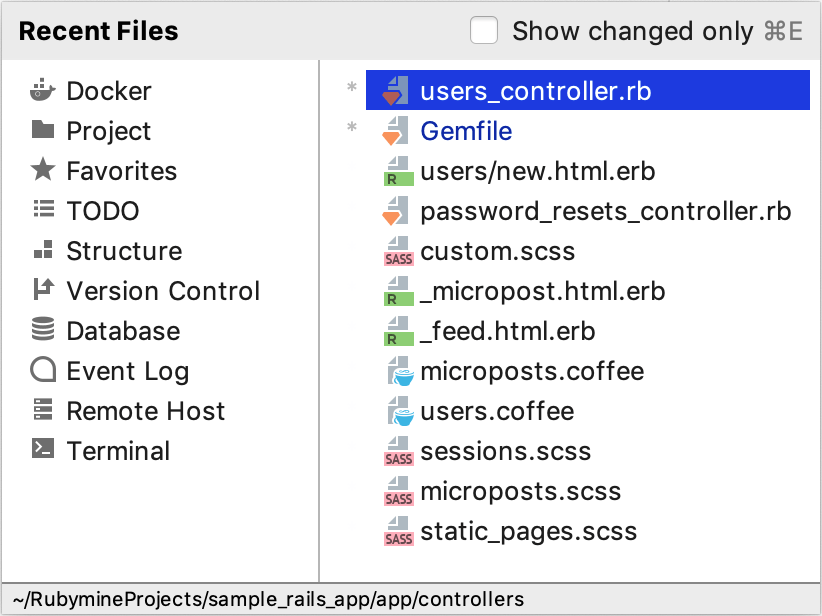 Recent Files
Show changed only ⌘E
Docker
Project
Favorites
TODO
Structure
Version Control
Database
Event Log
Remote Host
Terminal
* users_controller.rb
* Gemfile
R users/new.html.erb
password_resets_controller.rb
SASS custom.scss
R _micropost.html.erb
R _feed.html.erb
microposts.coffee
users.coffee
SASS sessions.scss
SASS microposts.scss
SASS static_pages.scss
~/RubymineProjects/sample_rails_app/app/controllers